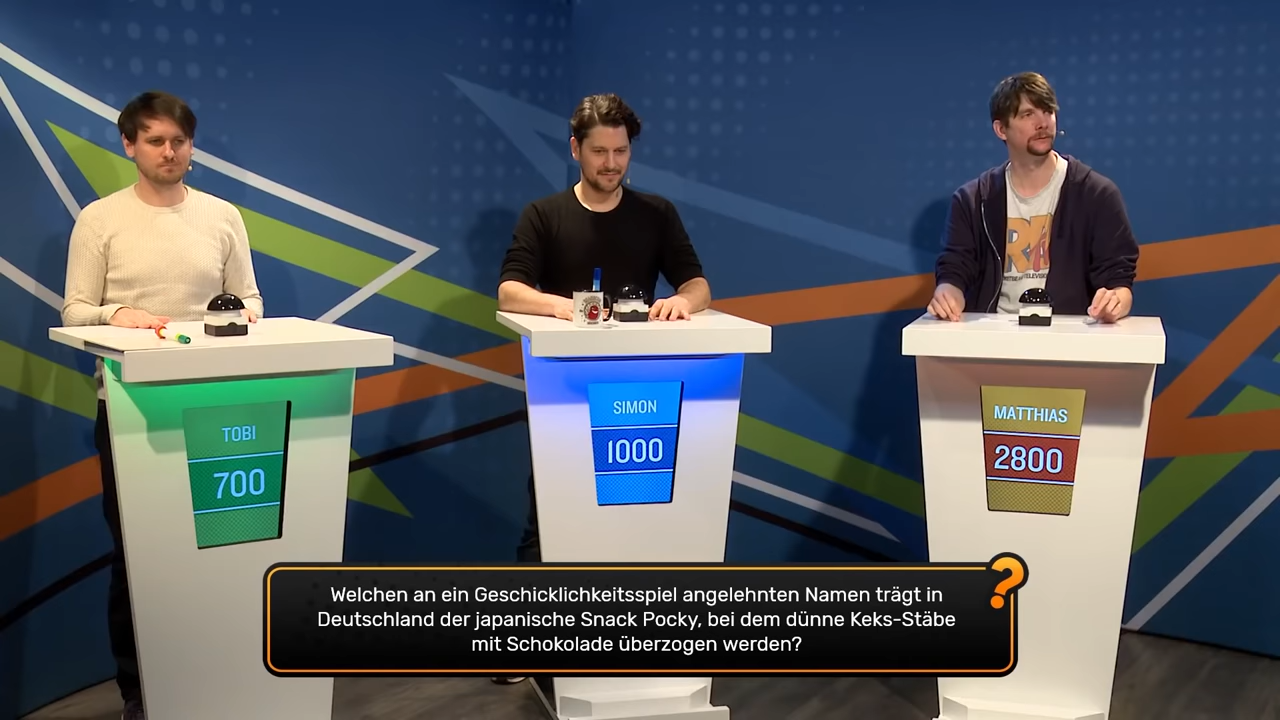 TOBI
700
SIMON
1000
MATTHIAS
2800
Welchen an ein Geschicklichkeitsspiel angelehnten Namen trägt in
Deutschland der japanische Snack Pocky, bei dem dünne Keks-Stäbe
mit Schokolade überzogen werden?
?